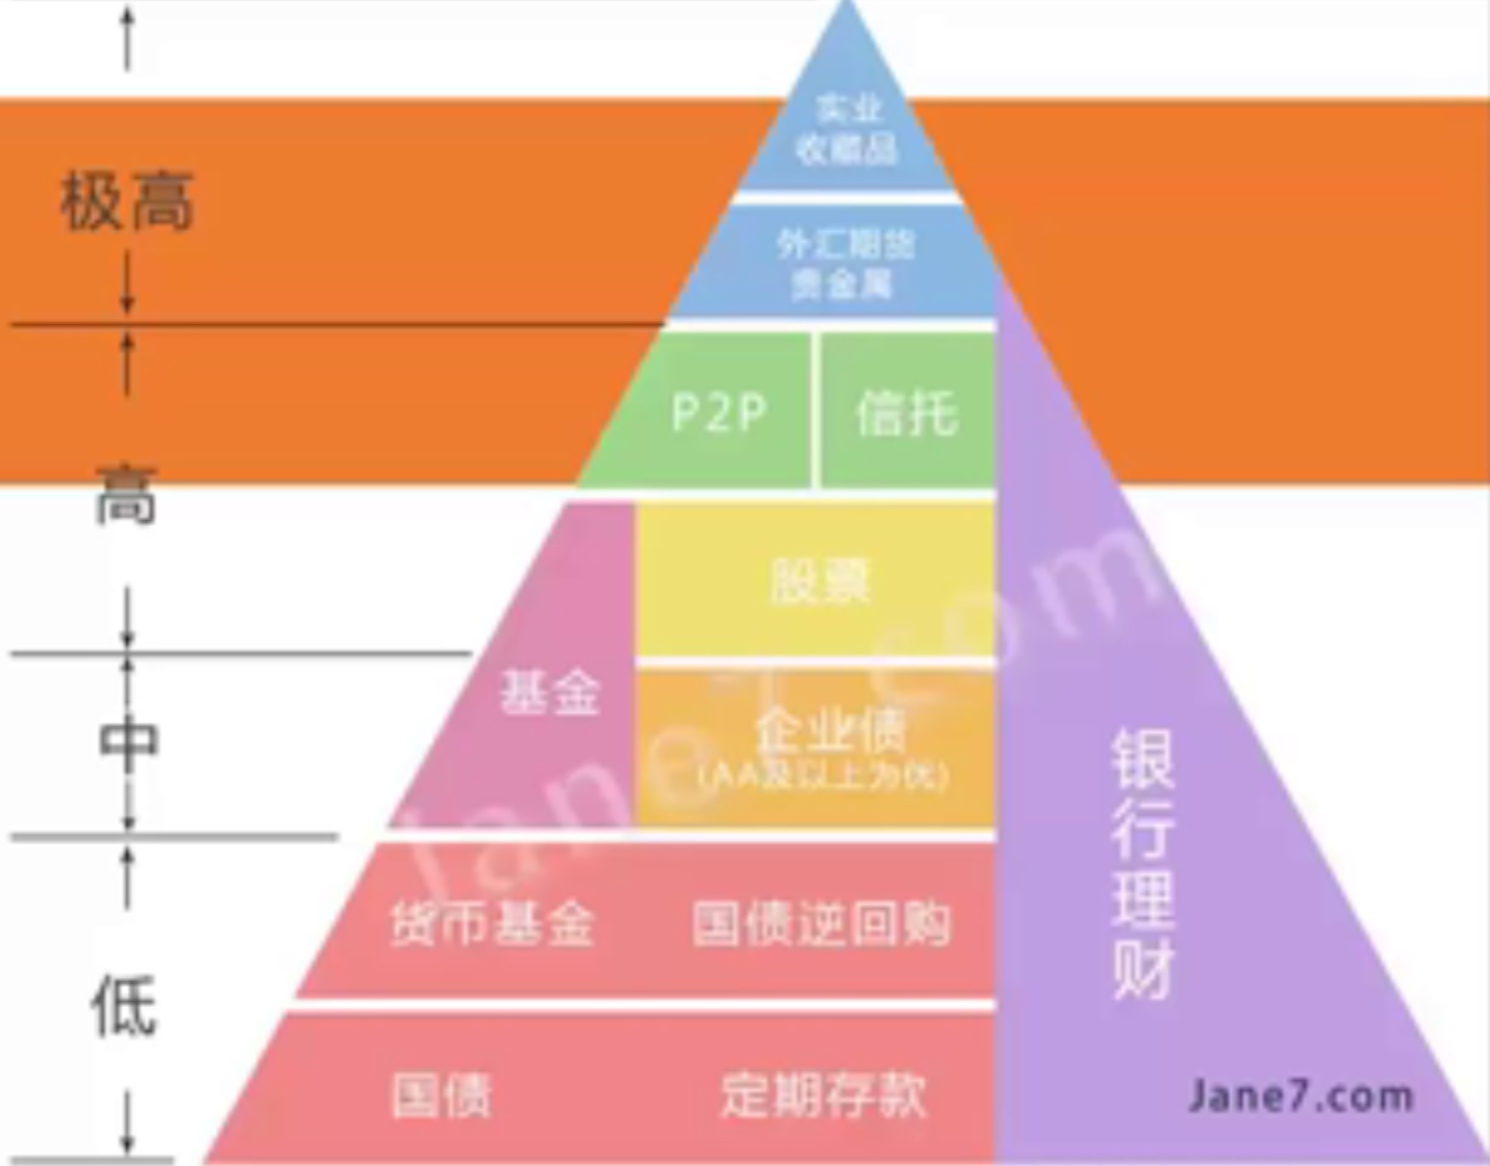 极高
高
中
低
实业
收藏品
外汇期货
贵金属
P2P
信托
股票
基金
企业债
(AA及以上为优)
货币基金
国债逆回购
国债
定期存款
银行理财
Jane7.com
Jane7.com